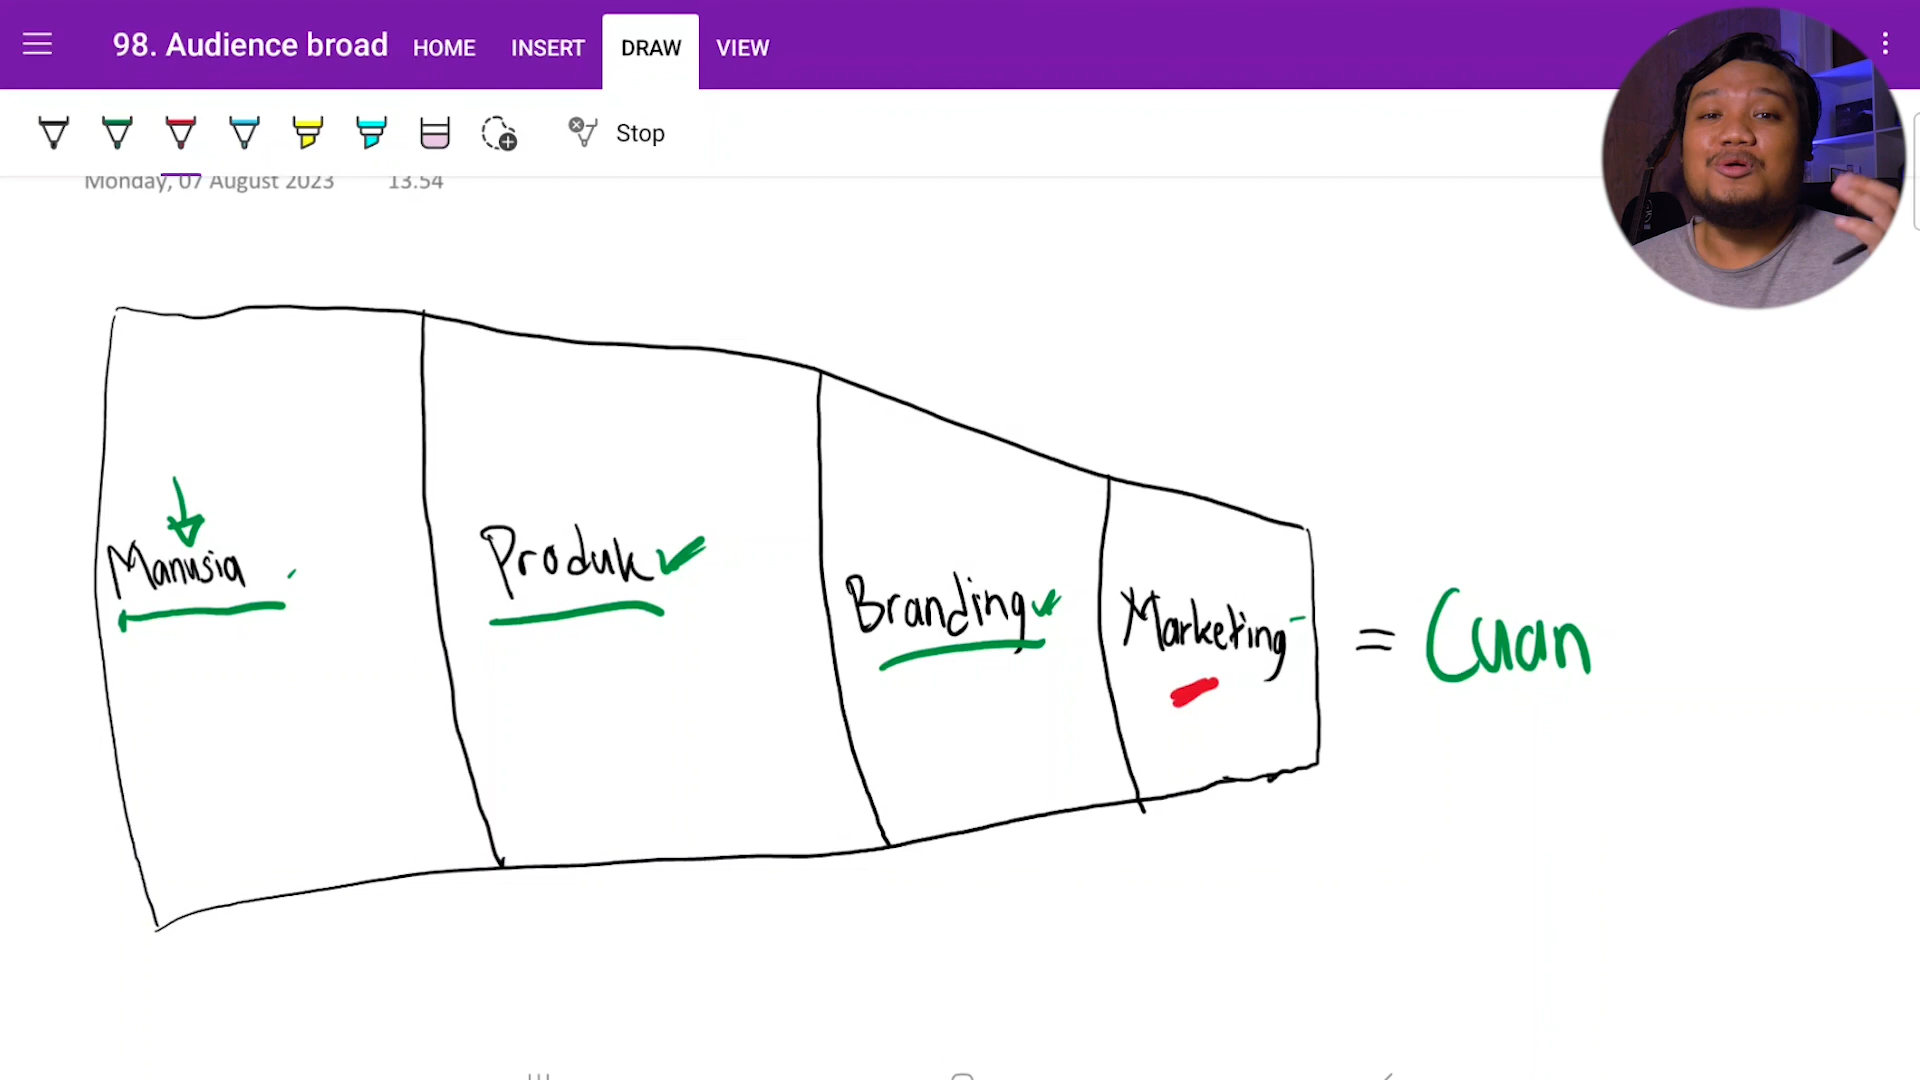 98. Audience broad HOME INSERT DRAW VIEW
Stop
Monday, 07 August 2023 13.54
Manusia
Produk
Branding
Marketing
= Cuan